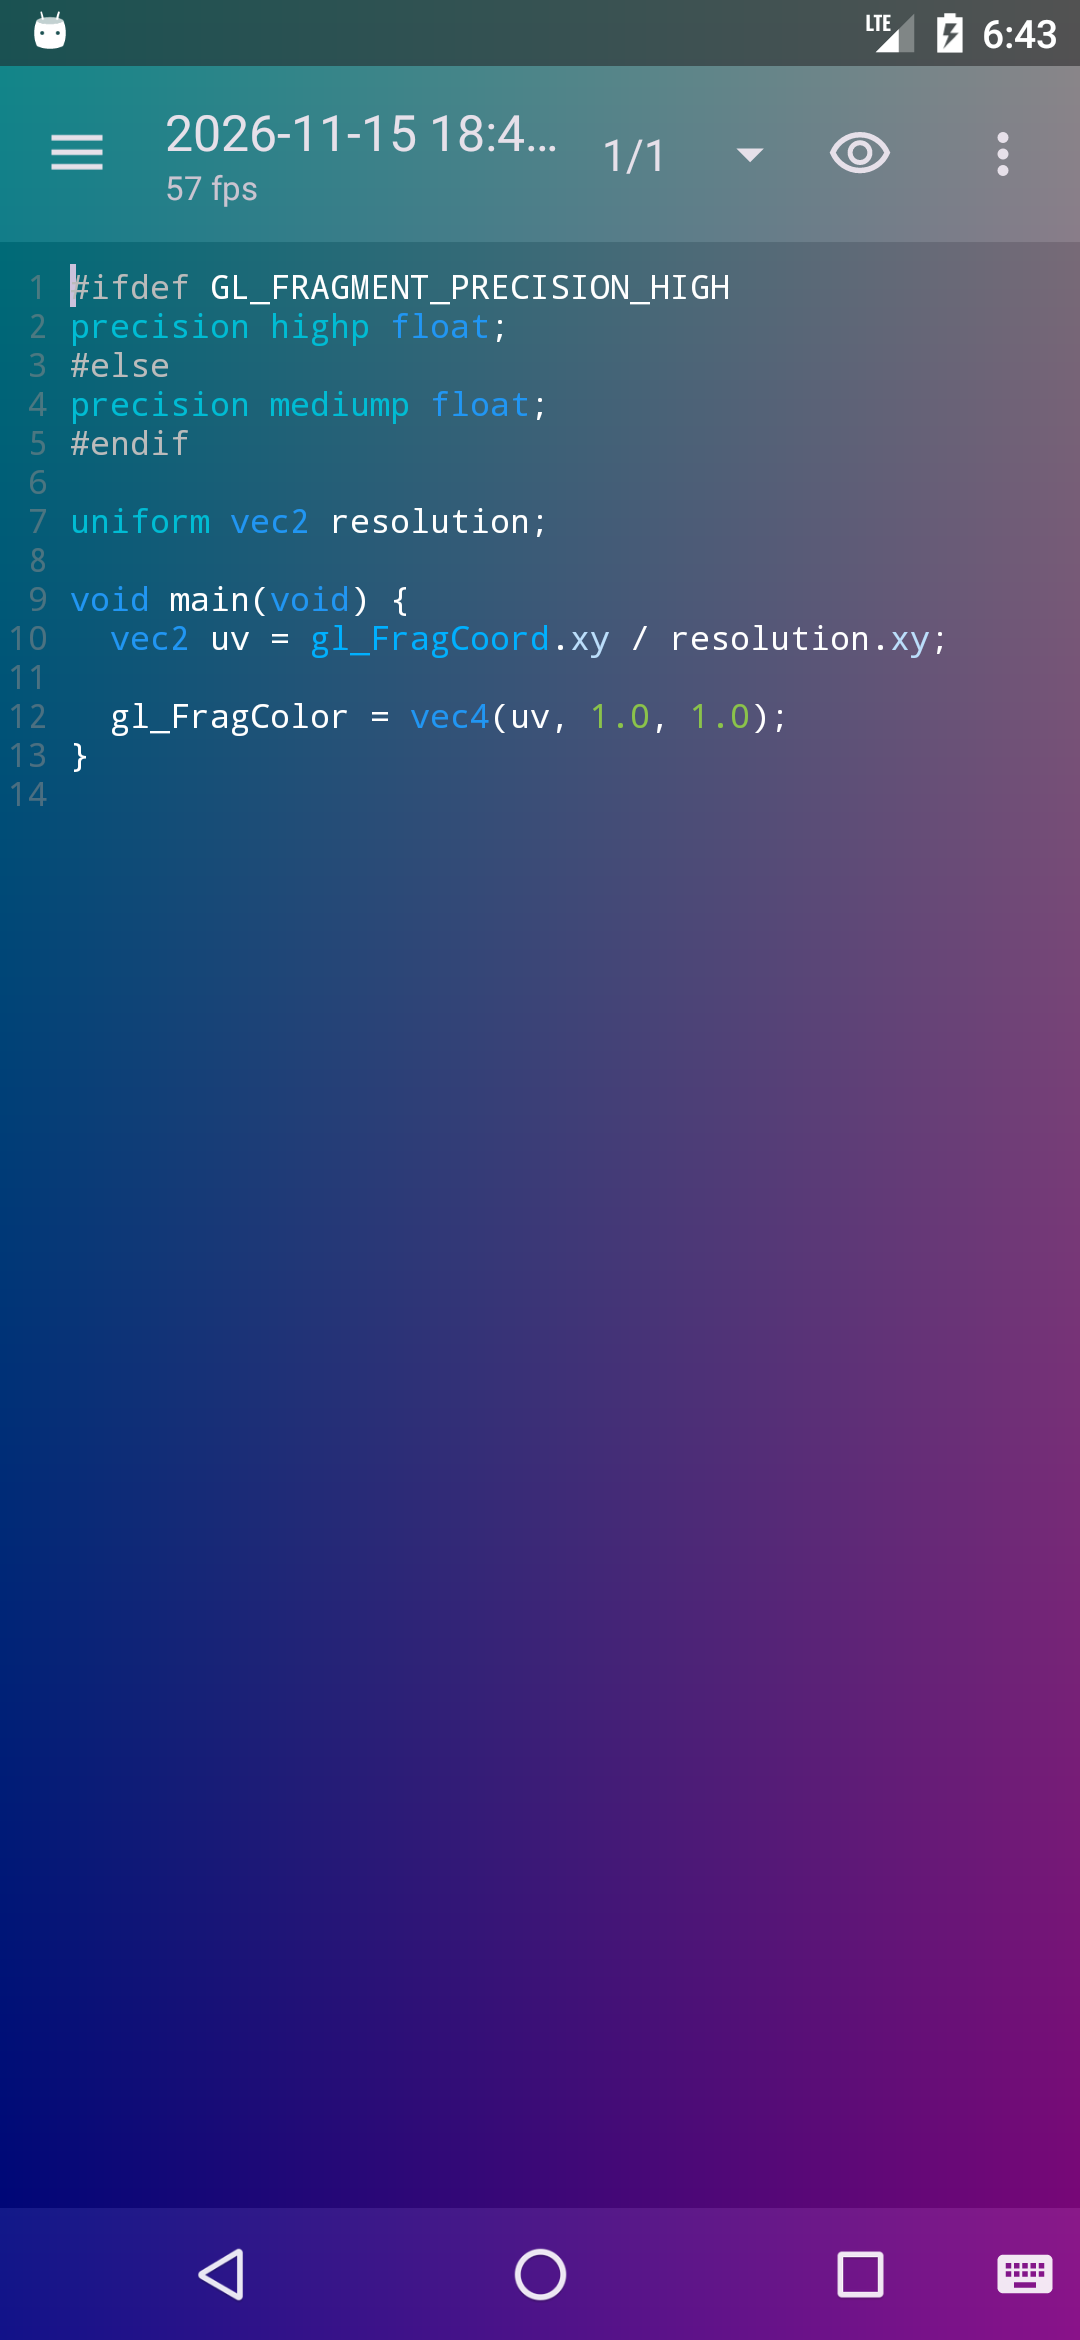 LTE 6:43
2026-11-15 18:4...
57 fps
1/1
1 #ifdef GL_FRAGMENT_PRECISION_HIGH
2 precision highp float;
3 #else
4 precision mediump float;
5 #endif
6
7 uniform vec2 resolution;
8
9 void main(void) {
10   vec2 uv = gl_FragCoord.xy / resolution.xy;
11
12   gl_FragColor = vec4(uv, 1.0, 1.0);
13 }
14